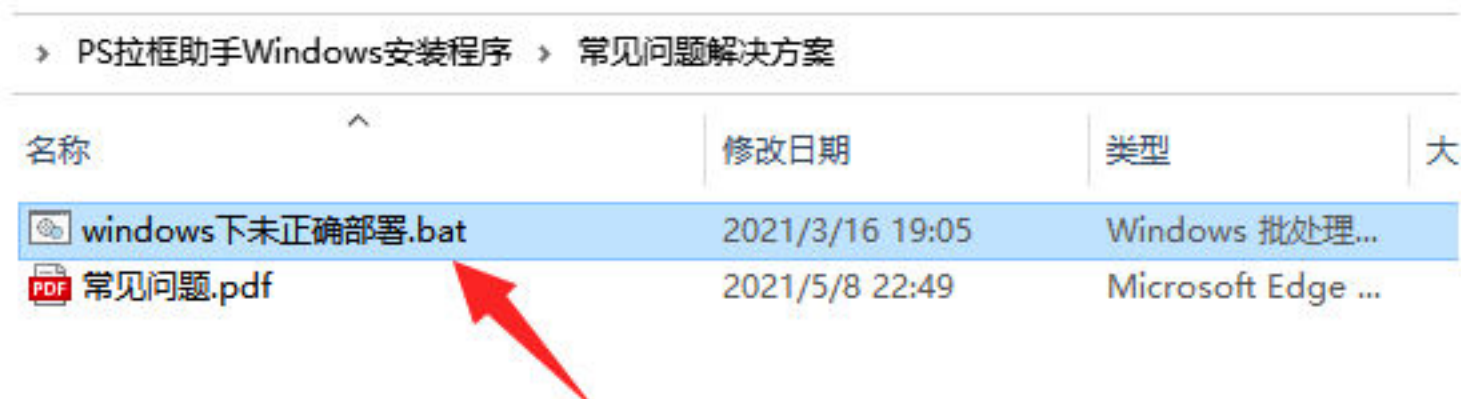 › PS拉框助手Windows安装程序 › 常见问题解决方案
名称 修改日期 类型 大
windows下未正确部署.bat 2021/3/16 19:05 Windows 批处理...
PDF 常见问题.pdf 2021/5/8 22:49 Microsoft Edge ...